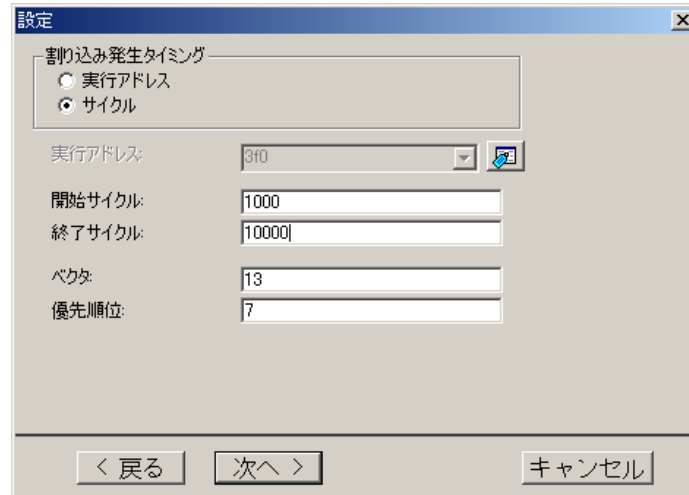 設定
割り込み発生タイミング
実行アドレス
サイクル
実行アドレス: 3f0
開始サイクル: 1000
終了サイクル: 10000
ベクタ: 13
優先順位: 7
< 戻る 次へ > キャンセル